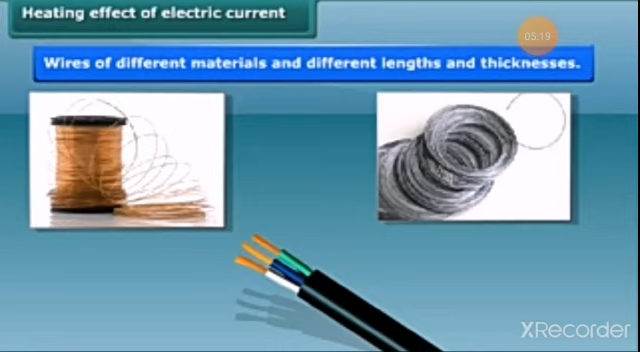 Heating effect of electric current
05:19
Wires of different materials and different lengths and thicknesses.
XRecorder